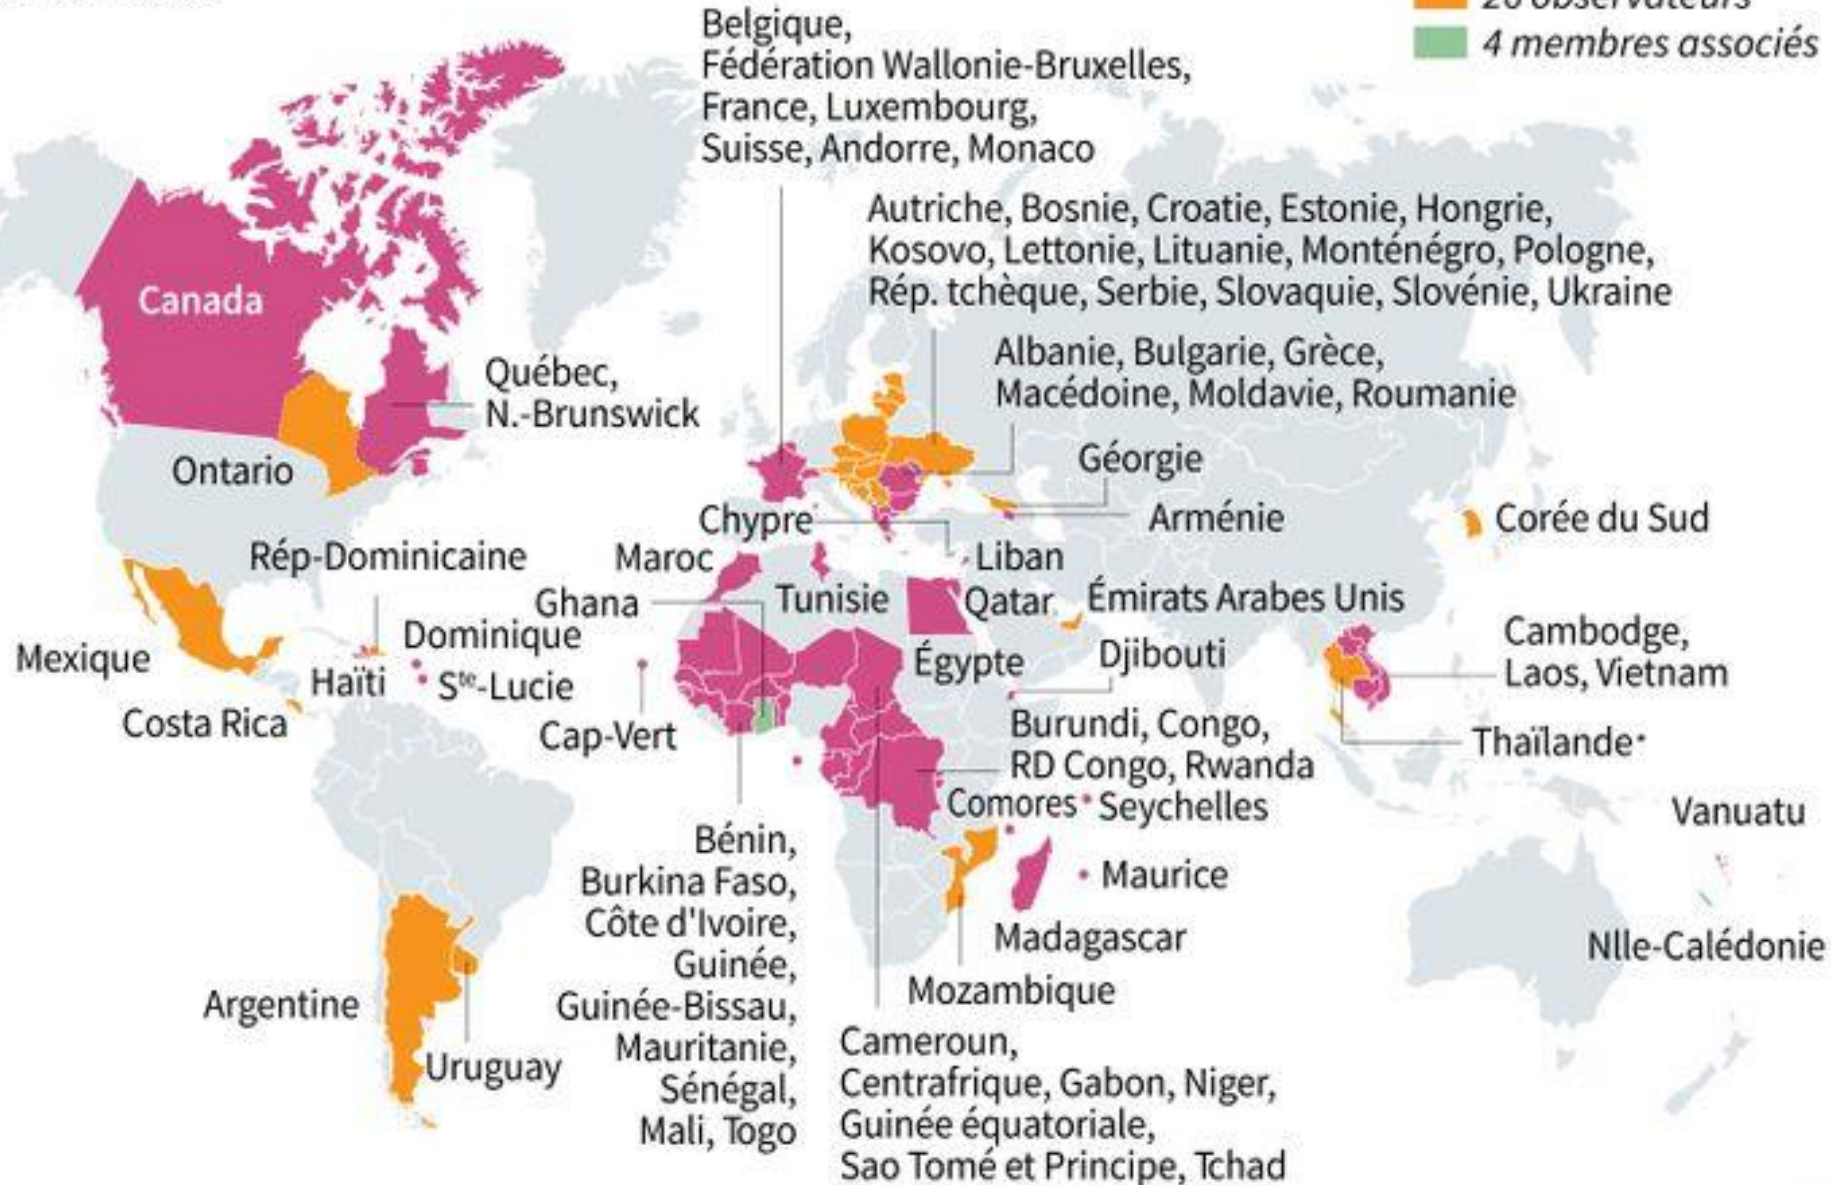 26 observateurs
4 membres associés
Belgique,
Fédération Wallonie-Bruxelles,
France, Luxembourg,
Suisse, Andorre, Monaco
Autriche, Bosnie, Croatie, Estonie, Hongrie,
Kosovo, Lettonie, Lituanie, Monténégro, Pologne,
Rép. tchèque, Serbie, Slovaquie, Slovénie, Ukraine
Canada
Albanie, Bulgarie, Grèce,
Macédoine, Moldavie, Roumanie
Québec,
N.-Brunswick
Ontario
Géorgie
Chypre
Arménie
Corée du Sud
Rép-Dominicaine
Maroc
Liban
Ghana
Tunisie
Qatar
Émirats Arabes Unis
Mexique
Dominique
Haïti
Ste-Lucie
Égypte
Djibouti
Cambodge,
Laos, Vietnam
Costa Rica
Cap-Vert
Burundi, Congo,
RD Congo, Rwanda
Thaïlande*
Comores
Seychelles
Vanuatu
Bénin,
Burkina Faso,
Côte d'Ivoire,
Guinée,
Guinée-Bissau,
Mauritanie,
Sénégal,
Mali, Togo
Maurice
Madagascar
Nlle-Calédonie
Mozambique
Argentine
Uruguay
Cameroun,
Centrafrique, Gabon, Niger,
Guinée équatoriale,
Sao Tomé et Principe, Tchad